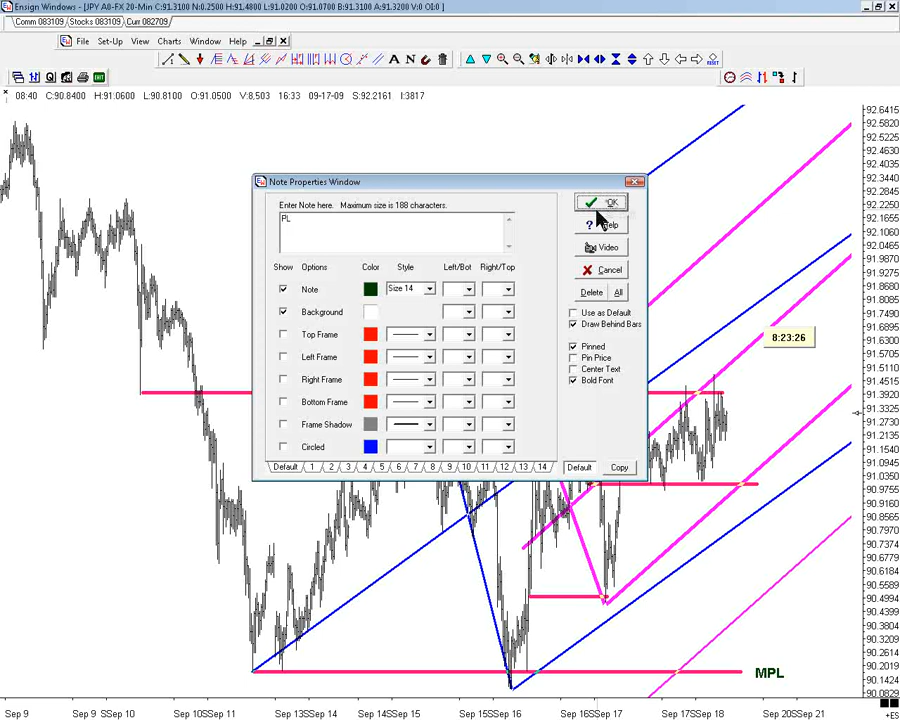 Ensign Windows - [JPY A0-FX 20-Min C:91.3100 N:0.2500 H:91.4800 L:91.0200 O:91.0700 B:91.3100 A:91.3200 V:0 OI:0 ]
Comm 083109 Stocks 083109 Curr 082709
File Set-Up View Charts Window Help
08:40 C:90.8400 H:91.0600 L:90.8100 O:91.0500 V:8,503 16:33 09-17-09 S:92.2161 I:3817
Note Properties Window
Enter Note here. Maximum size is 188 characters.
PL
OK
Help
Video
Cancel
Delete All
Show Options Color Style Left/Bot Right/Top
Note Size 14
Background
Top Frame
Left Frame
Right Frame
Bottom Frame
Frame Shadow
Circled
Use as Default
Draw Behind Bars
Pinned
Pin Price
Center Text
Bold Font
Default 1 2 3 4 5 6 7 8 9 10 11 12 13 14 Default Copy
8:23:26
MPL
92.6415
92.5820
92.5225
92.4630
92.4035
92.3440
92.2845
92.2250
92.1655
92.1060
92.0465
91.9870
91.9275
91.8680
91.8085
91.7490
91.6895
91.6300
91.5705
91.5110
91.4515
91.3920
91.3325
91.2730
91.2135
91.1540
91.0945
91.0350
90.9755
90.9160
90.8565
90.7970
90.7374
90.6779
90.6184
90.5589
90.4994
90.4399
90.3804
90.3209
90.2614
90.2019
90.1424
90.0829
Sep 9 Sep 9 SSep 10 Sep 10SSep 11 Sep 13Sep 14 Sep 14Sep 15 Sep 15SSep 16 Sep 16SSep 17 Sep 17SSep 18 Sep 20Sep 21
+ES